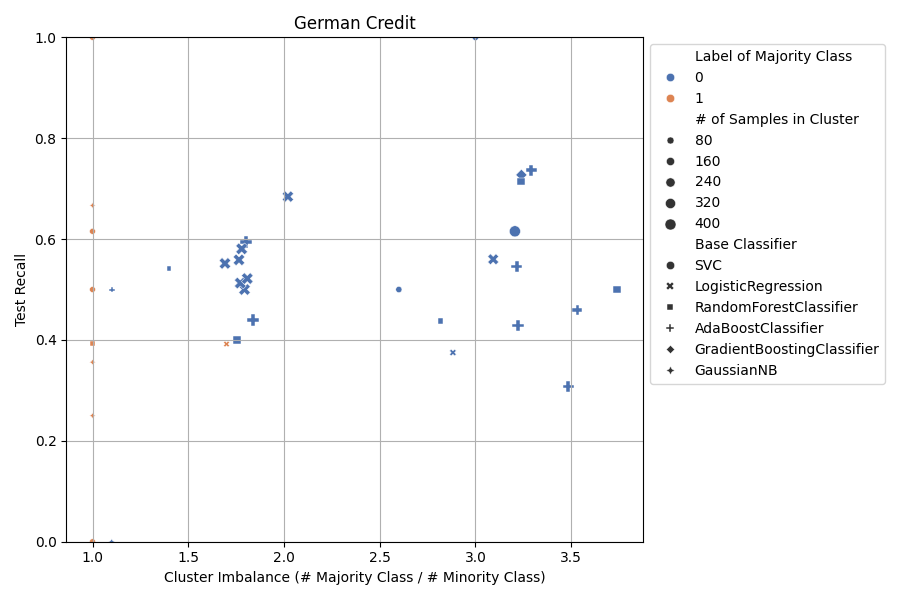 German Credit
1.0
0.8
0.6
0.4
0.2
0.0
Test Recall
1.0
1.5
2.0
2.5
3.0
3.5
Cluster Imbalance (# Majority Class / # Minority Class)
Label of Majority Class
0
1
# of Samples in Cluster
80
160
240
320
400
Base Classifier
SVC
LogisticRegression
RandomForestClassifier
AdaBoostClassifier
GradientBoostingClassifier
GaussianNB